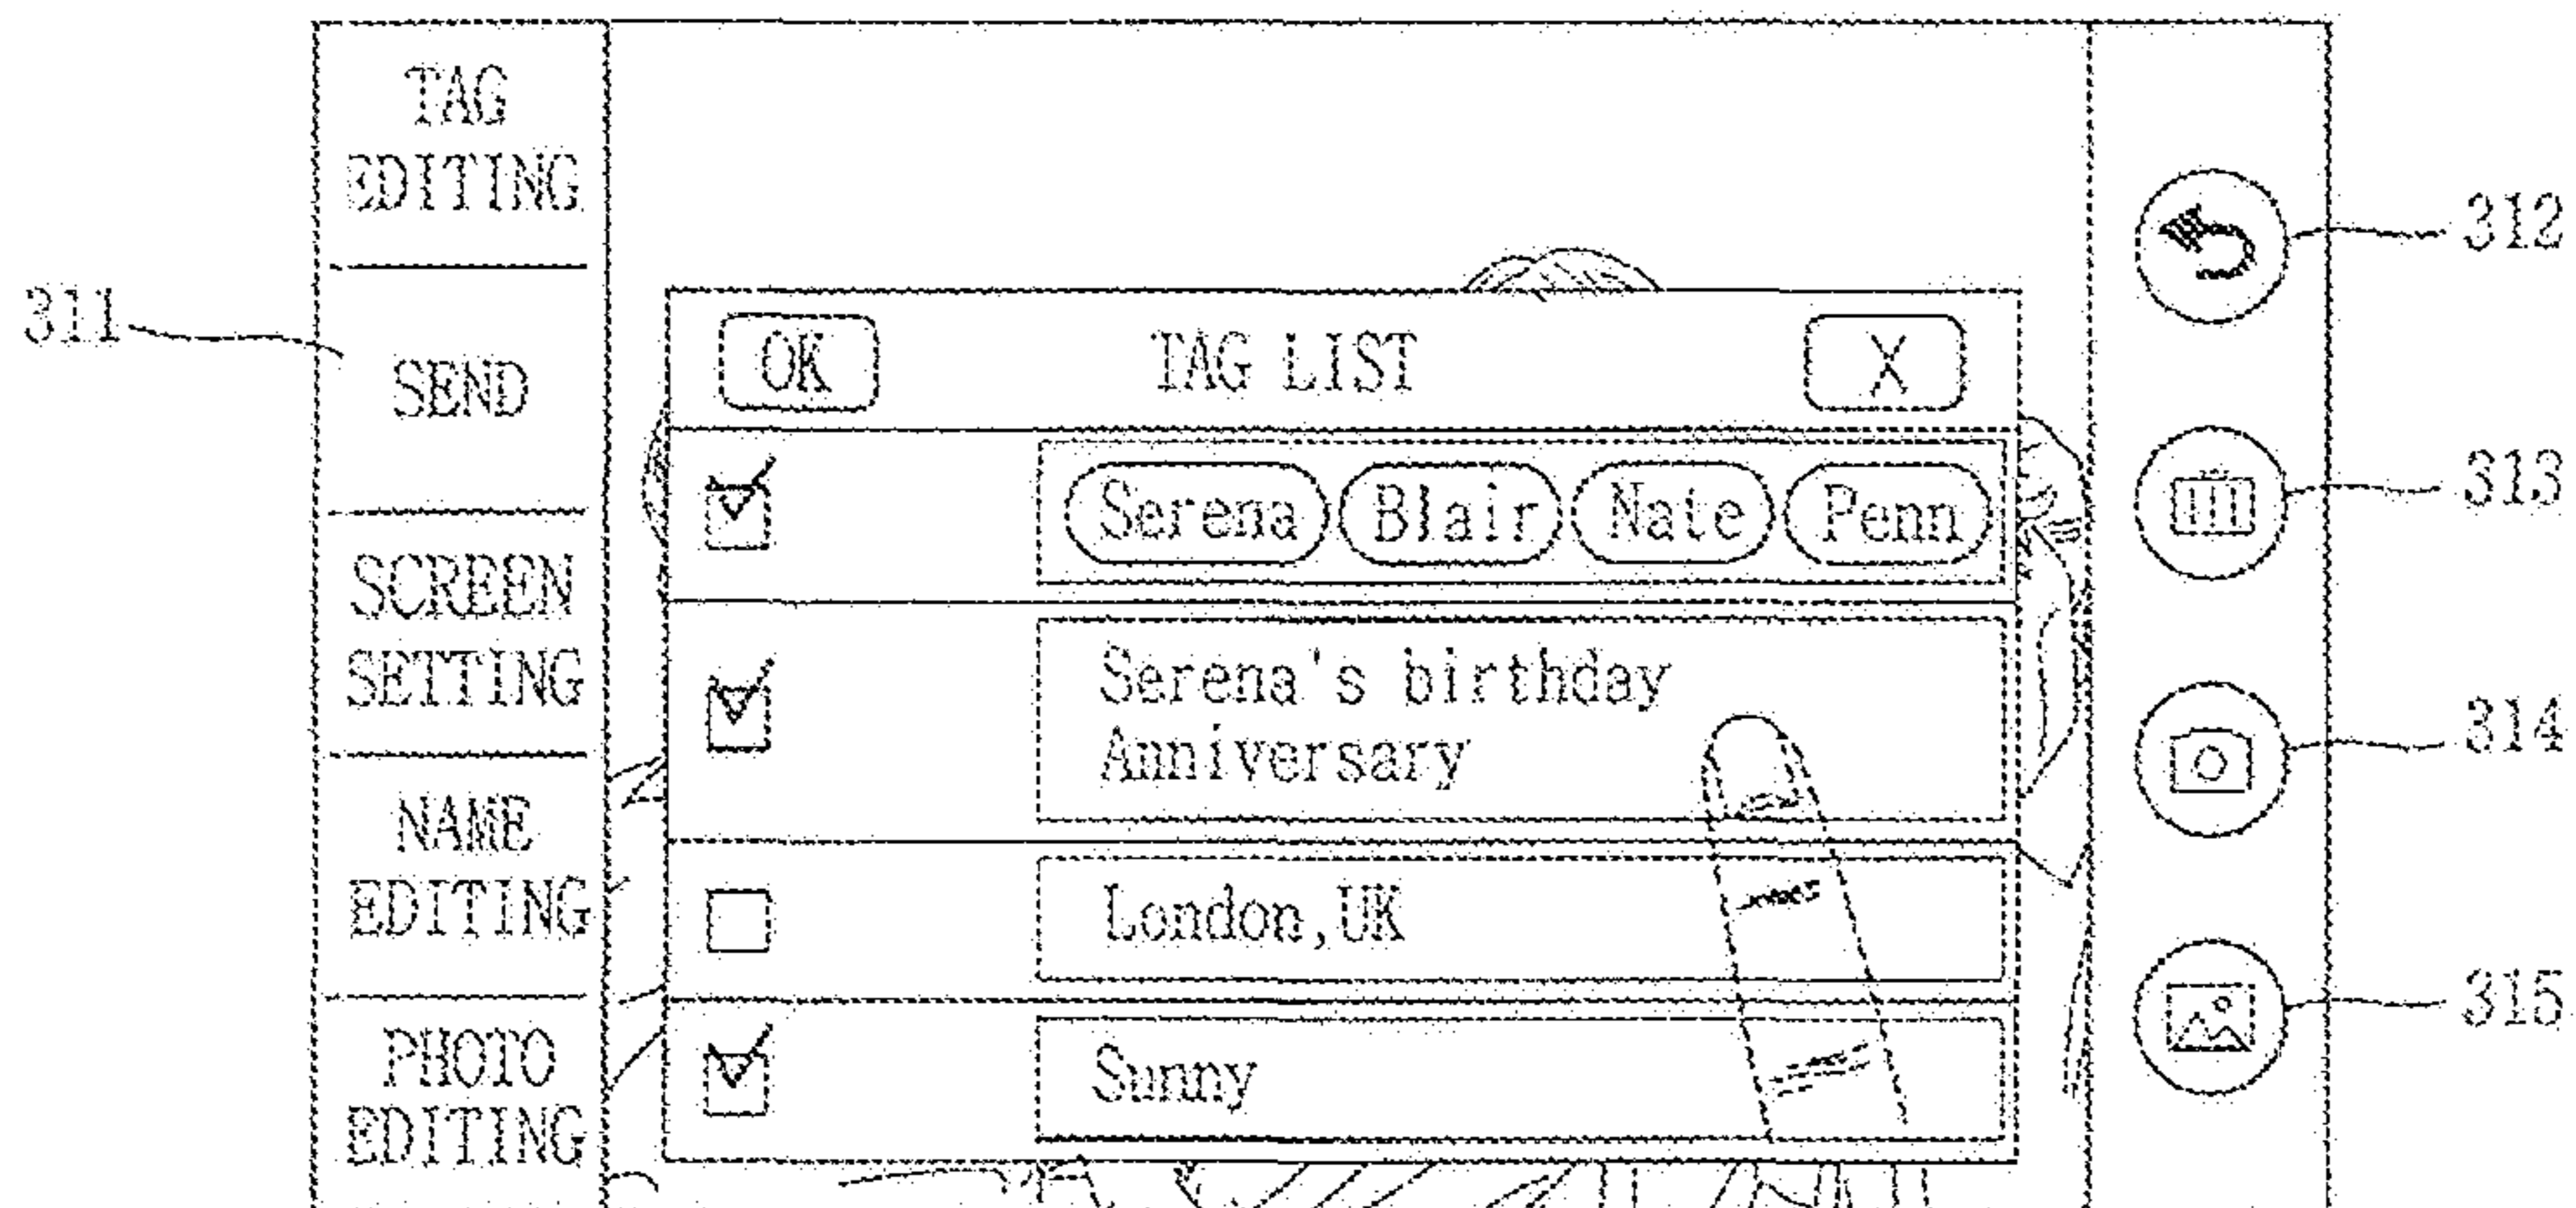 TAG
EDITING
311
SEND
SCREEN
SETTING
NAME
EDITING
PHOTO
EDITING
OK TAG LIST X
Serena Blair Nate Penn
Serena's birthday
Anniversary
London,UK
Sunny
312
313
314
315